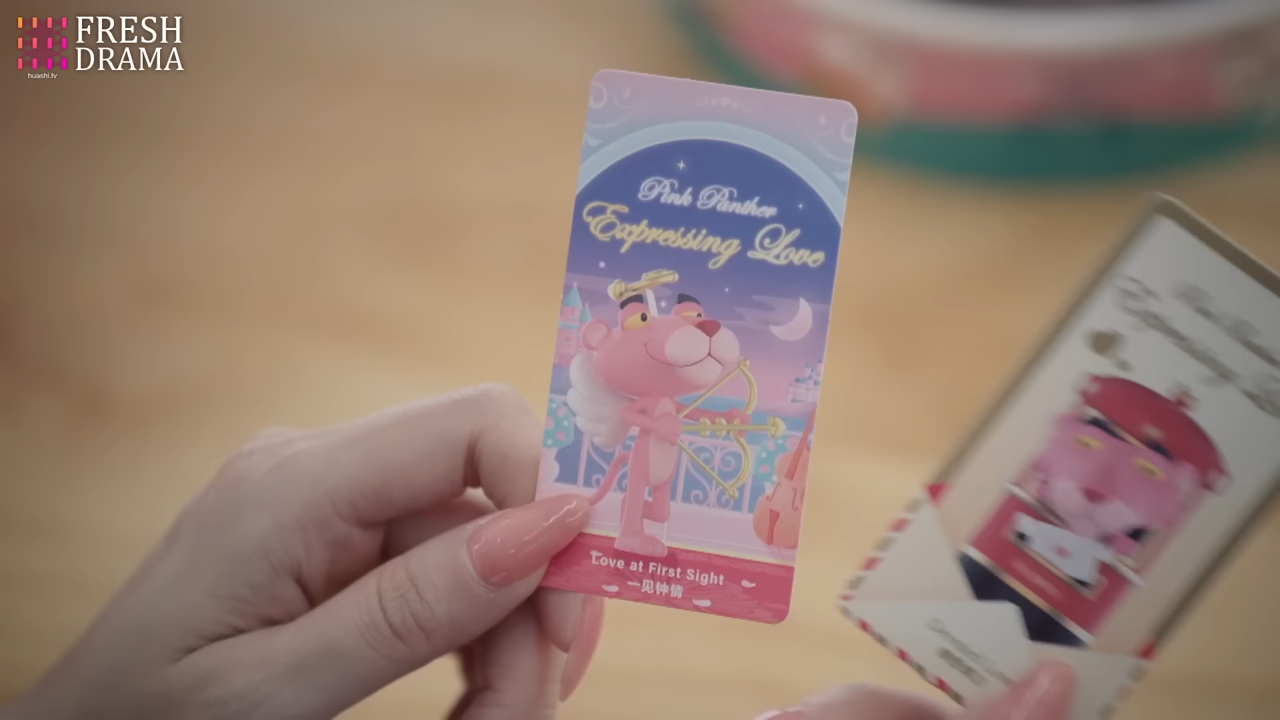 FRESH
DRAMA
huashi.tv
Pink Panther
Expressing Love
Love at First Sight
一见钟情